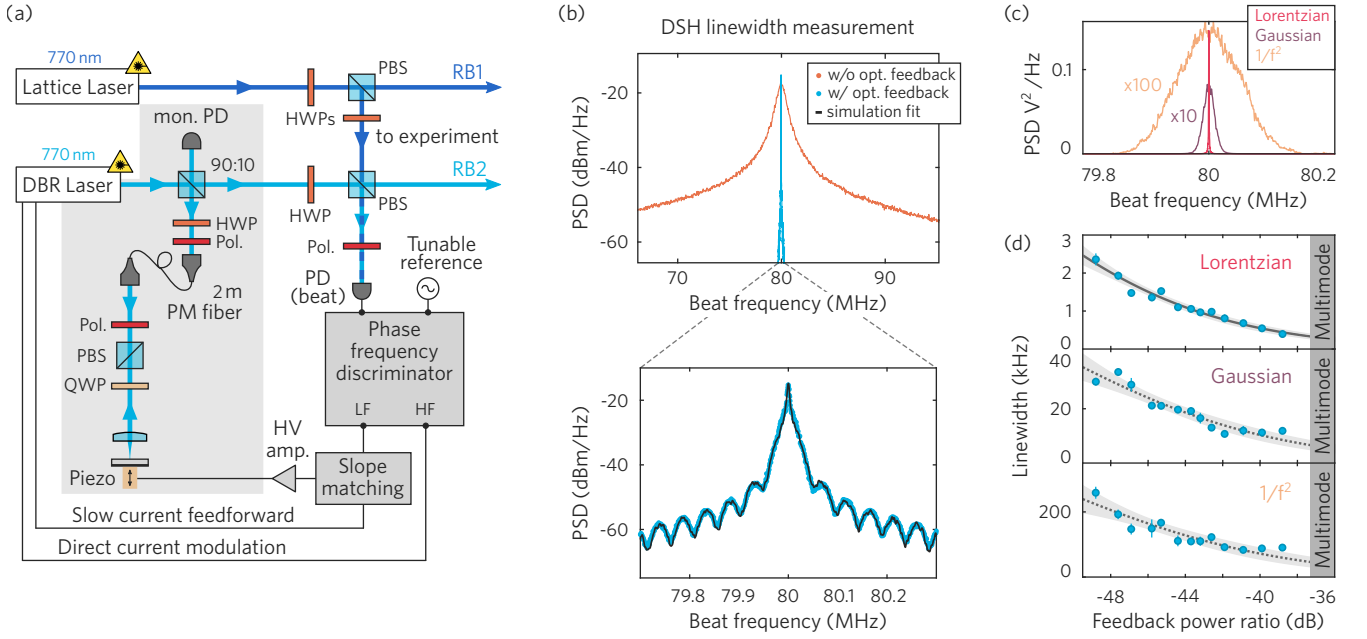 (a)
770 nm
Lattice Laser
PBS
RB1
HWPs
to experiment
mon. PD
90:10
770 nm
DBR Laser
RB2
HWP
PBS
HWP
Pol.
Pol.
Tunable
reference
2 m
PM fiber
PD
(beat)
Pol.
PBS
QWP
Phase
frequency
discriminator
LF
HF
HV
amp.
Slope
matching
Piezo
Slow current feedforward
Direct current modulation
(b)
DSH linewidth measurement
w/o opt. feedback
w/ opt. feedback
simulation fit
PSD (dBm/Hz)
-20
-40
-60
70
80
90
Beat frequency (MHz)
PSD (dBm/Hz)
-20
-40
-60
79.8
79.9
80
80.1
80.2
Beat frequency (MHz)
(c)
Lorentzian
Gaussian
1/f²
x100
x10
PSD V²/Hz
0.1
0
79.8
80
80.2
Beat frequency (MHz)
(d)
Linewidth (kHz)
3
2
1
0
Lorentzian
Multimode
40
20
0
Gaussian
Multimode
200
0
1/f²
Multimode
-48
-44
-40
-36
Feedback power ratio (dB)